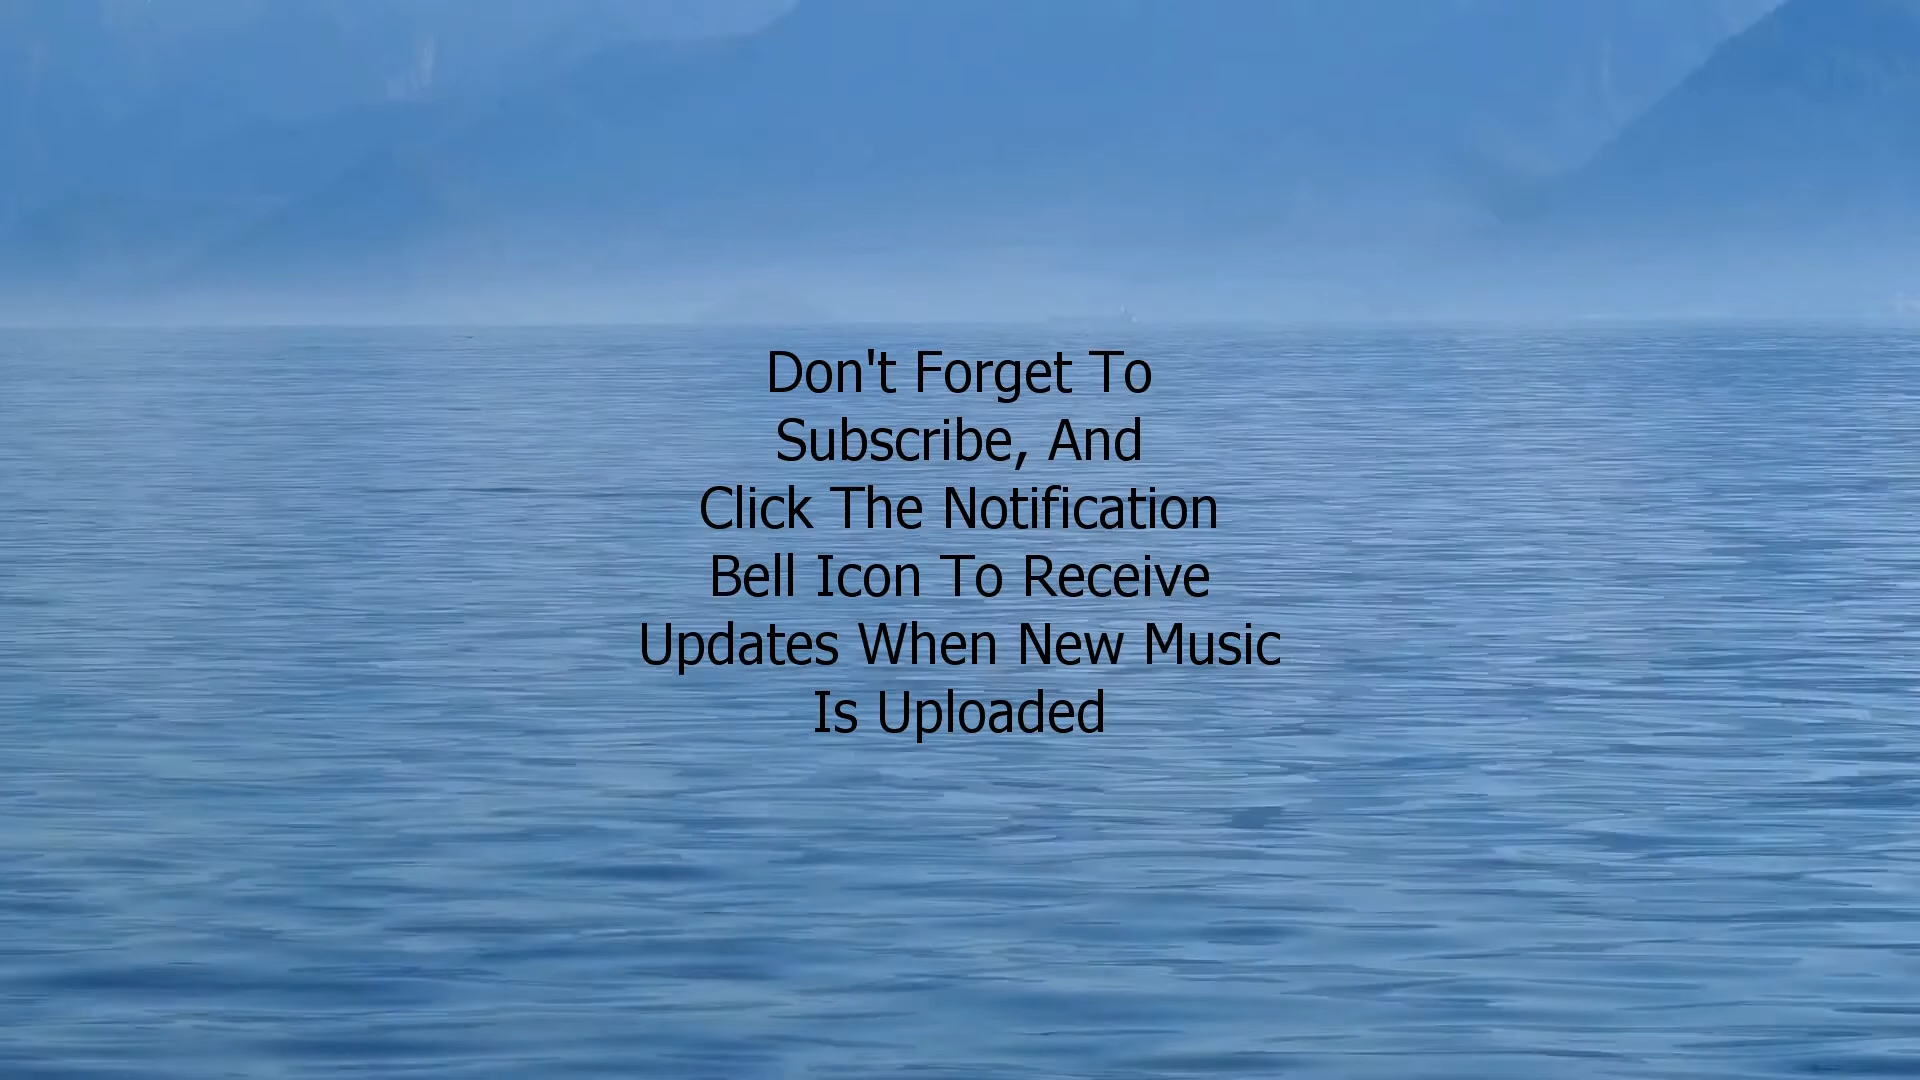 Don't Forget To
Subscribe, And
Click The Notification
Bell Icon To Receive
Updates When New Music
Is Uploaded